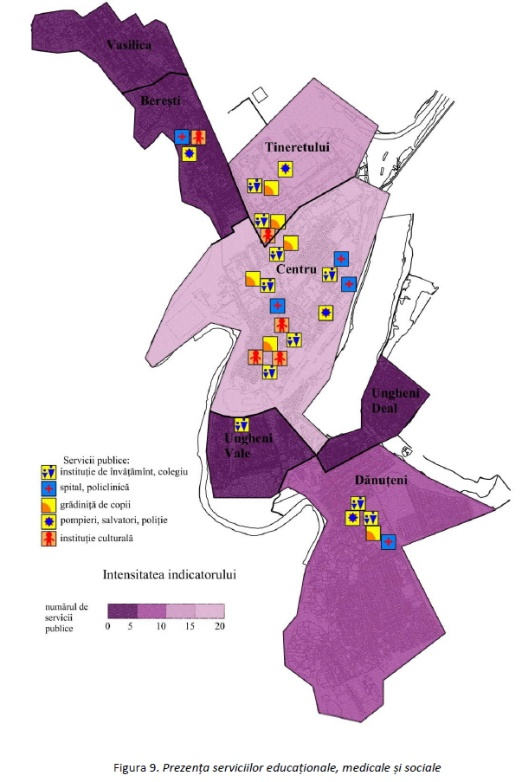 Vasilica
Berești
Tineretului
Centru
Ungheni
Deal
Ungheni
Vale
Dănuțeni
Servicii publice:
instituție de învățămînt, colegiu
spital, policlinică
grădiniță de copii
pompieri, salvatori, poliție
instituție culturală
Intensitatea indicatorului
numărul de
servicii
publice
0 5 10 15 20
Figura 9. Prezența serviciilor educaționale, medicale și sociale